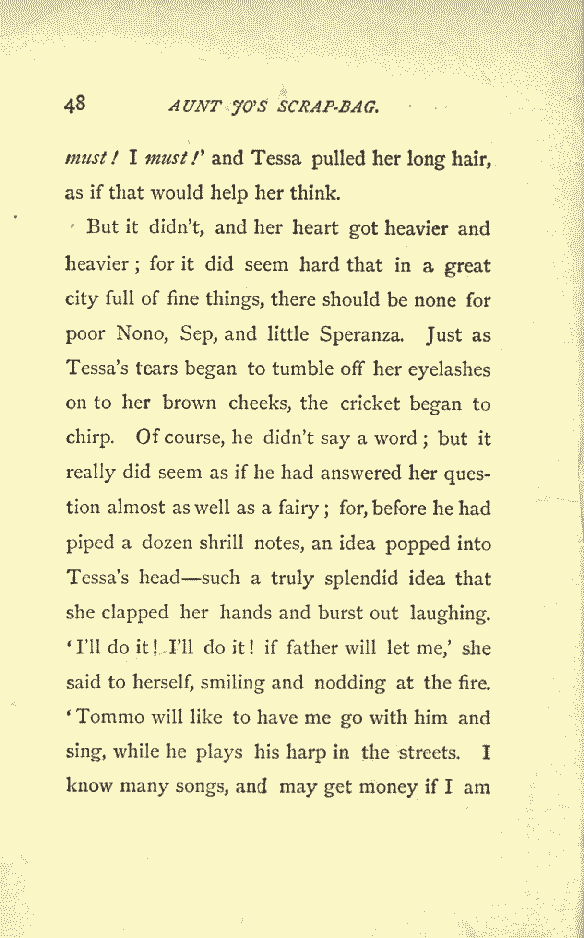 48 AUNT JO'S SCRAP-BAG.
must! I must!' and Tessa pulled her long hair,
as if that would help her think.
But it didn't, and her heart got heavier and
heavier; for it did seem hard that in a great
city full of fine things, there should be none for
poor Nono, Sep, and little Speranza. Just as
Tessa's tears began to tumble off her eyelashes
on to her brown cheeks, the cricket began to
chirp. Of course, he didn't say a word; but it
really did seem as if he had answered her ques-
tion almost as well as a fairy; for, before he had
piped a dozen shrill notes, an idea popped into
Tessa's head—such a truly splendid idea that
she clapped her hands and burst out laughing.
'I'll do it! I'll do it! if father will let me,' she
said to herself, smiling and nodding at the fire.
'Tommo will like to have me go with him and
sing, while he plays his harp in the streets. I
know many songs, and may get money if I am